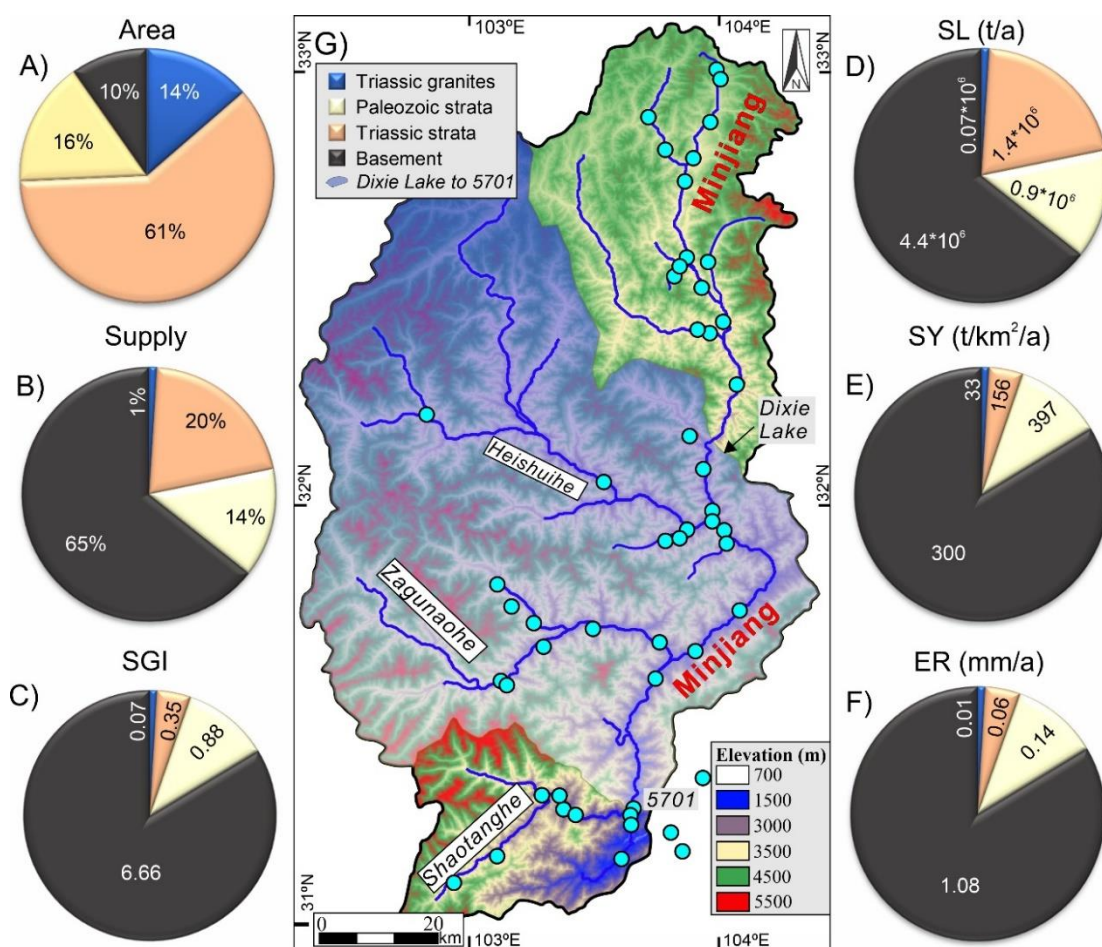 Area
A)
10%
14%
16%
61%
Supply
B)
1%
20%
14%
65%
SGI
C)
0.07
0.35
0.88
6.66
103ºE
104ºE
G)
33ºN
33ºN
N
Triassic granites
Paleozoic strata
Triassic strata
Basement
Dixie Lake to 5701
Minjiang
Dixie
Lake
Heishuihe
32ºN
32ºN
Zagunaohe
Minjiang
Shaotanghe
5701
Elevation (m)
700
1500
3000
3500
4500
5500
31ºN
31ºN
0
20
km
103ºE
104ºE
SL (t/a)
D)
0.07*10⁶
1.4*10⁶
0.9*10⁶
4.4*10⁶
SY (t/km²/a)
E)
33
156
397
300
ER (mm/a)
F)
0.01
0.06
0.14
1.08